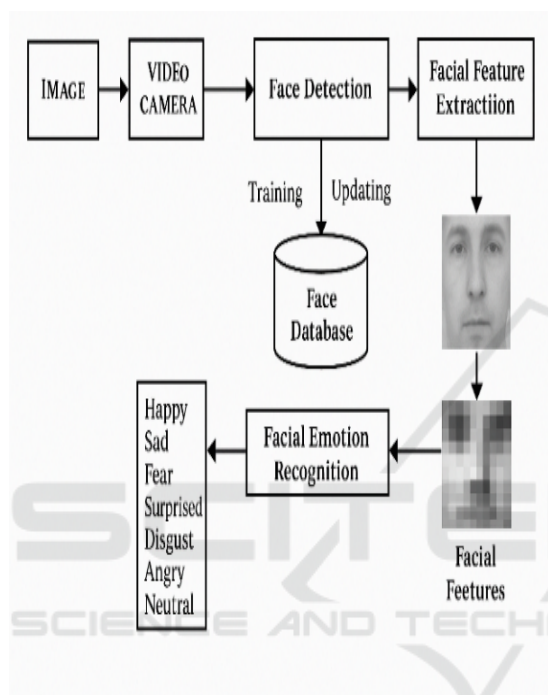 IMAGE
VIDEO
CAMERA
Face Detection
Facial Feature
Extractiion
Training
Updating
Face
Database
Happy
Sad
Fear
Surprised
Disgust
Angry
Neutral
Facial Emotion
Recognition
Facial
Feetures
SCITE
SCIENCE AND TECH